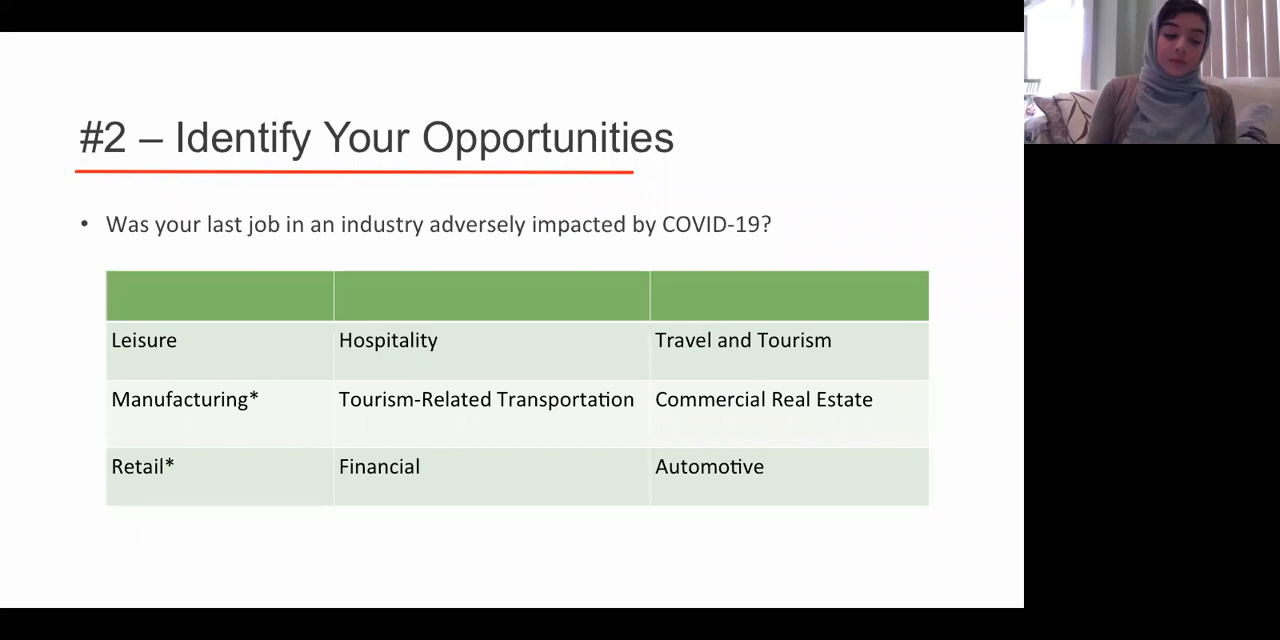 #2 – Identify Your Opportunities
• Was your last job in an industry adversely impacted by COVID-19?
Leisure Hospitality Travel and Tourism
Manufacturing* Tourism-Related Transportation Commercial Real Estate
Retail* Financial Automotive